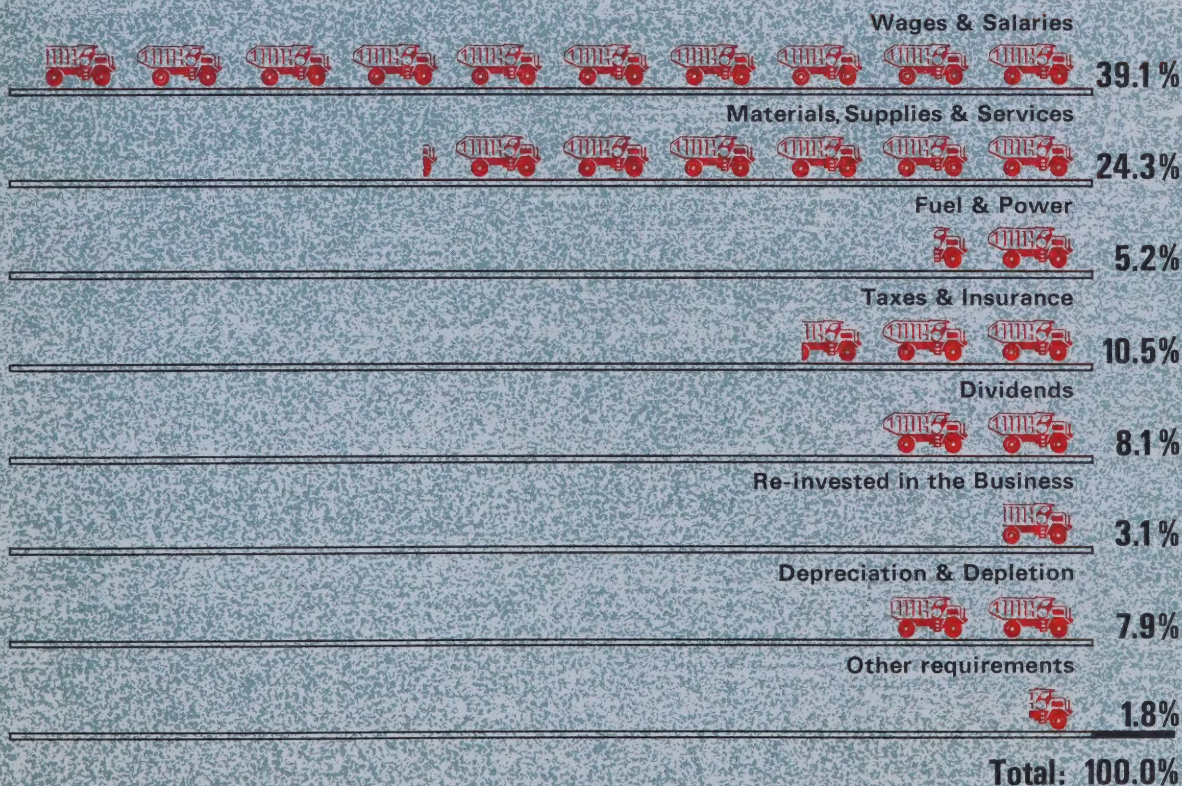 Wages & Salaries
39.1%
Materials, Supplies & Services
24.3%
Fuel & Power
5.2%
Taxes & Insurance
10.5%
Dividends
8.1%
Re-invested in the Business
3.1%
Depreciation & Depletion
7.9%
Other requirements
1.8%
Total: 100.0%